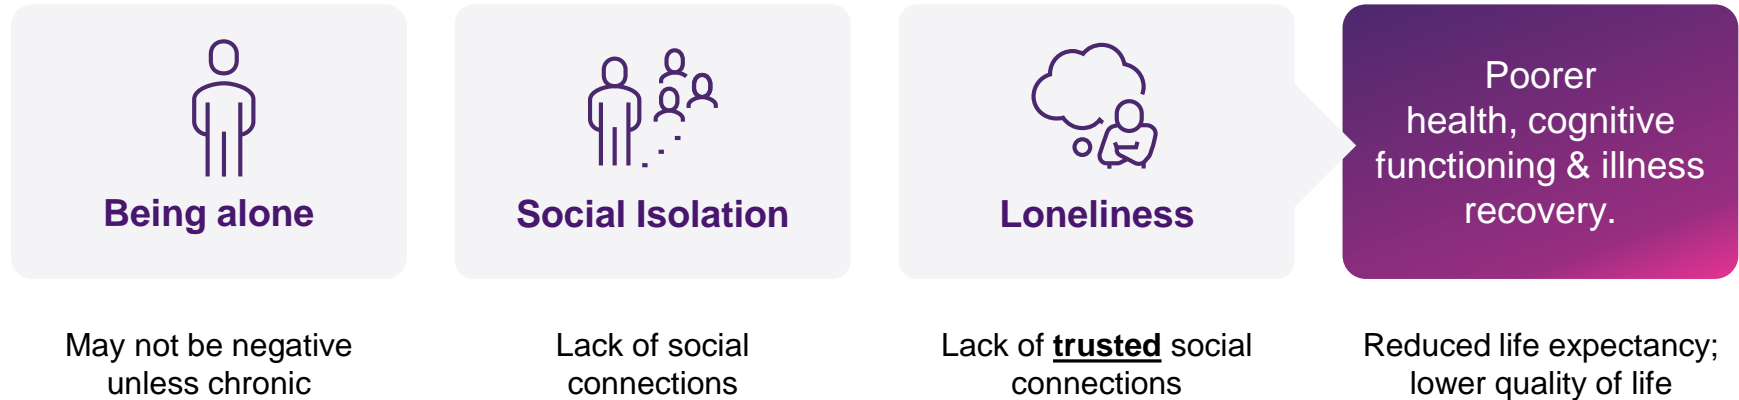 Being alone
May not be negative
unless chronic
Social Isolation
Lack of social
connections
Loneliness
Lack of trusted social
connections
Poorer
health, cognitive
functioning & illness
recovery.
Reduced life expectancy;
lower quality of life